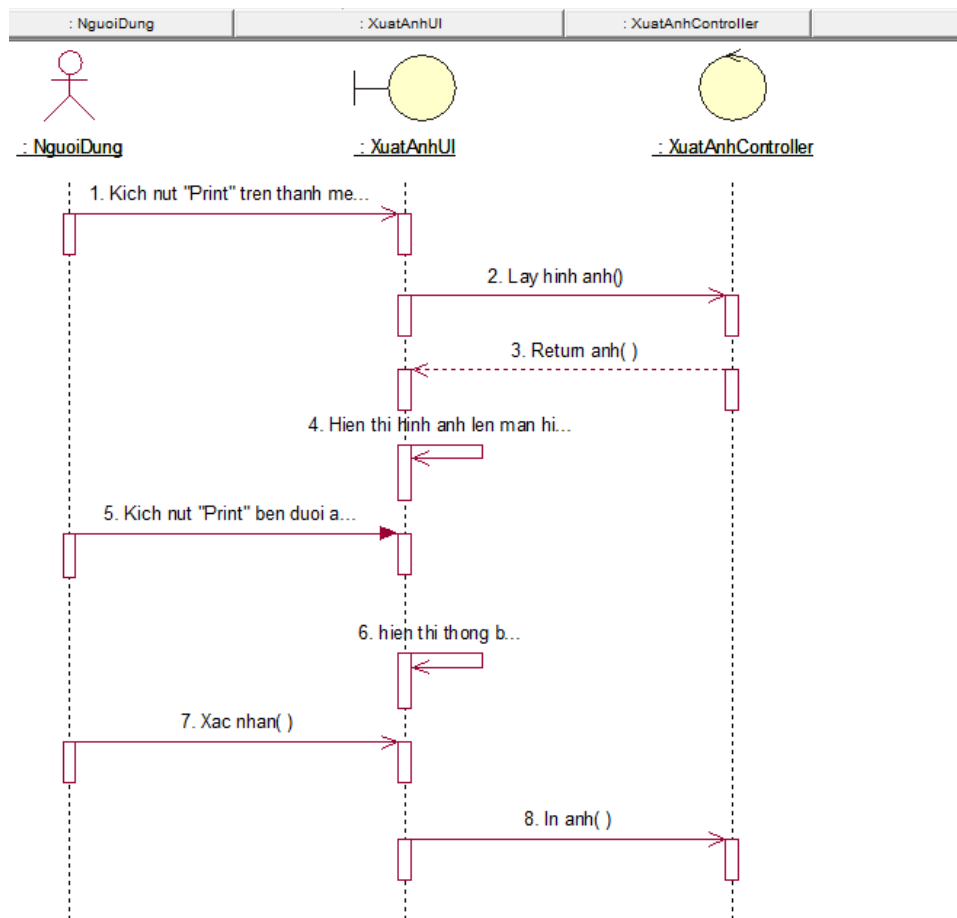 : NguoiDung
: XuatAnhUI
: XuatAnhController
: NguoiDung
: XuatAnhUI
: XuatAnhController
1. Kich nut "Print" tren thanh me...
2. Lay hinh anh()
3. Return anh( )
4. Hien thi hinh anh len man hi...
5. Kich nut "Print" ben duoi a...
6. hien thi thong b...
7. Xac nhan( )
8. In anh( )